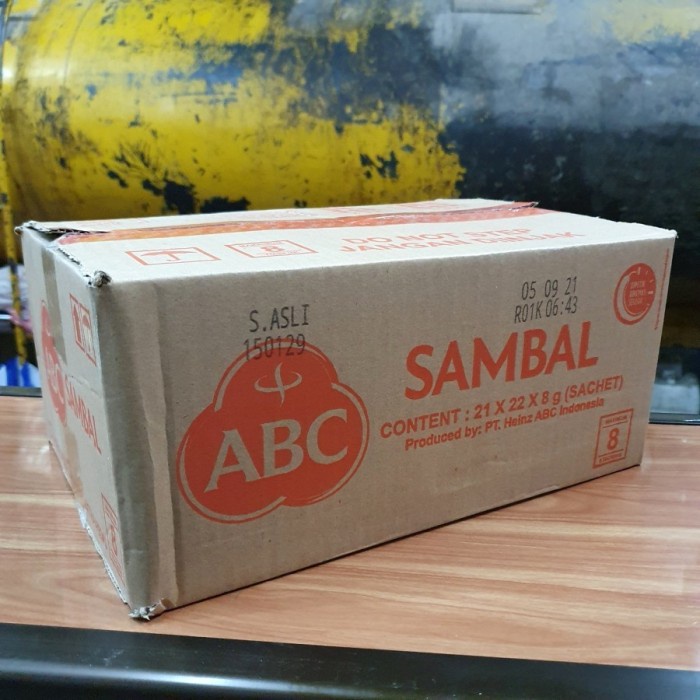 DO NOT STEP
JANGAN DIINJAK
8
S.ASLI
150129
05 09 21
R01K 06:43
ABC
SAMBAL
CONTENT : 21 X 22 X 8 g (SACHET)
Produced by: PT. Heinz ABC Indonesia
8
SAMBAL